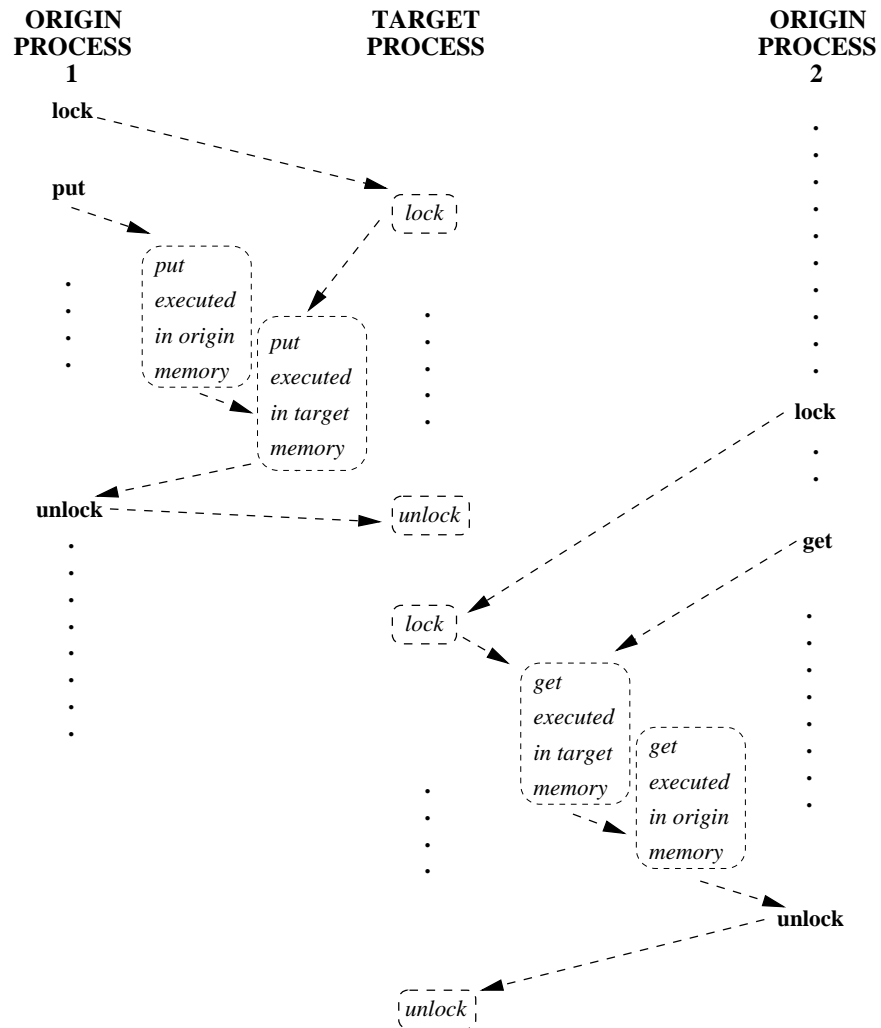 ORIGIN PROCESS 1
TARGET PROCESS
ORIGIN PROCESS 2
lock
put
lock
put
executed
in origin
memory
put
executed
in target
memory
lock
unlock
unlock
get
lock
get
executed
in target
memory
get
executed
in origin
memory
unlock
unlock